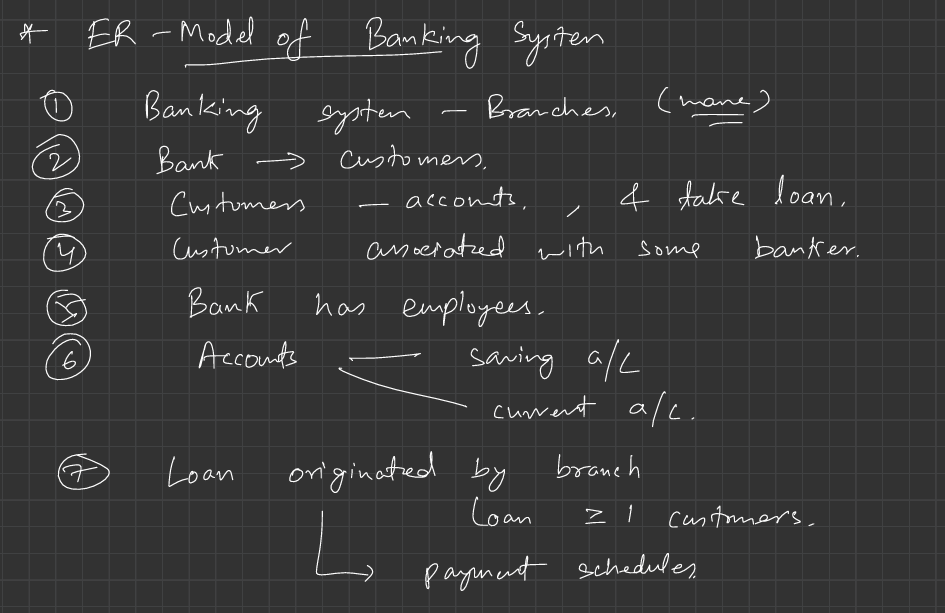 * ER - Model of Banking System
① Banking system - Branches. (name)
② Bank → customers.
③ Customers - accounts, , & take loan.
④ Customer associated with some banker.
⑤ Bank has employees.
⑥ Accounts — saving a/c
current a/c.
⑦ Loan originated by branch
Loan ≥ 1 customers.
payment schedules